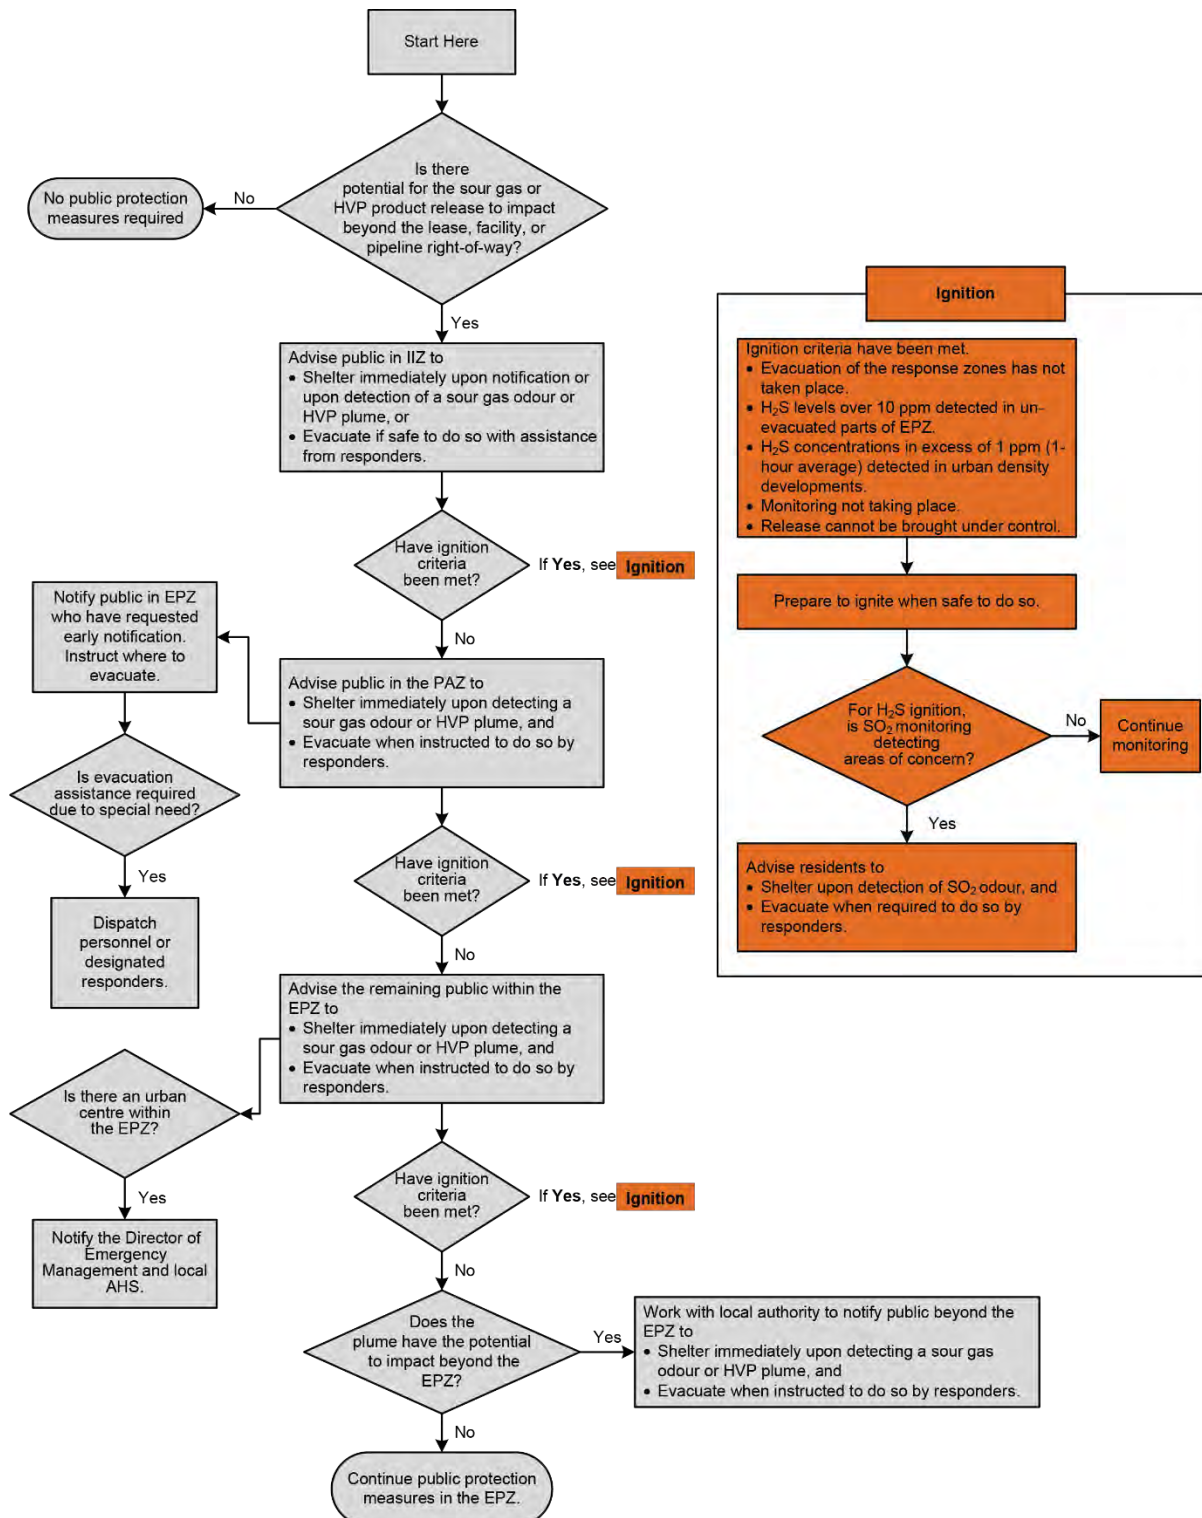 Start Here
Is there
potential for the sour gas or
HVP product release to impact
beyond the lease, facility, or
pipeline right-of-way?
No
No public protection
measures required
Yes
Advise public in IIZ to
• Shelter immediately upon notification or
upon detection of a sour gas odour or
HVP plume, or
• Evacuate if safe to do so with assistance
from responders.
Have ignition
criteria
been met?
If Yes, see Ignition
No
Advise public in the PAZ to
• Shelter immediately upon detecting a
sour gas odour or HVP plume, and
• Evacuate when instructed to do so by
responders.
Notify public in EPZ
who have requested
early notification.
Instruct where to
evacuate.
Is evacuation
assistance required
due to special need?
Yes
Dispatch
personnel or
designated
responders.
Have ignition
criteria
been met?
If Yes, see Ignition
No
Advise the remaining public within the
EPZ to
• Shelter immediately upon detecting a
sour gas odour or HVP plume, and
• Evacuate when instructed to do so by
responders.
Is there an urban
centre within
the EPZ?
Yes
Notify the Director of
Emergency
Management and local
AHS.
Have ignition
criteria
been met?
If Yes, see Ignition
No
Does the
plume have the potential
to impact beyond the
EPZ?
Yes
Work with local authority to notify public beyond the
EPZ to
• Shelter immediately upon detecting a sour gas
odour or HVP plume, and
• Evacuate when instructed to do so by responders.
No
Continue public protection
measures in the EPZ.
Ignition
Ignition criteria have been met.
• Evacuation of the response zones has not
taken place.
• H₂S levels over 10 ppm detected in un-
evacuated parts of EPZ.
• H₂S concentrations in excess of 1 ppm (1-
hour average) detected in urban density
developments.
• Monitoring not taking place.
• Release cannot be brought under control.
Prepare to ignite when safe to do so.
For H₂S ignition,
is SO₂ monitoring
detecting
areas of concern?
No
Continue
monitoring
Yes
Advise residents to
• Shelter upon detection of SO₂ odour, and
• Evacuate when required to do so by
responders.